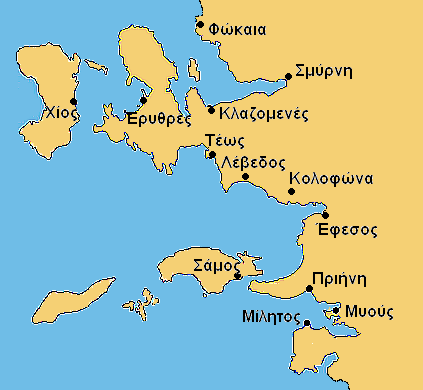 Φώκαια
Σμύρνη
Χίος
Ερυθρές
Κλαζομενές
Τέως
Λέβεδος
Κολοφώνα
Έφεσος
Σάμος
Πριήνη
Μίλητος
Μυούς